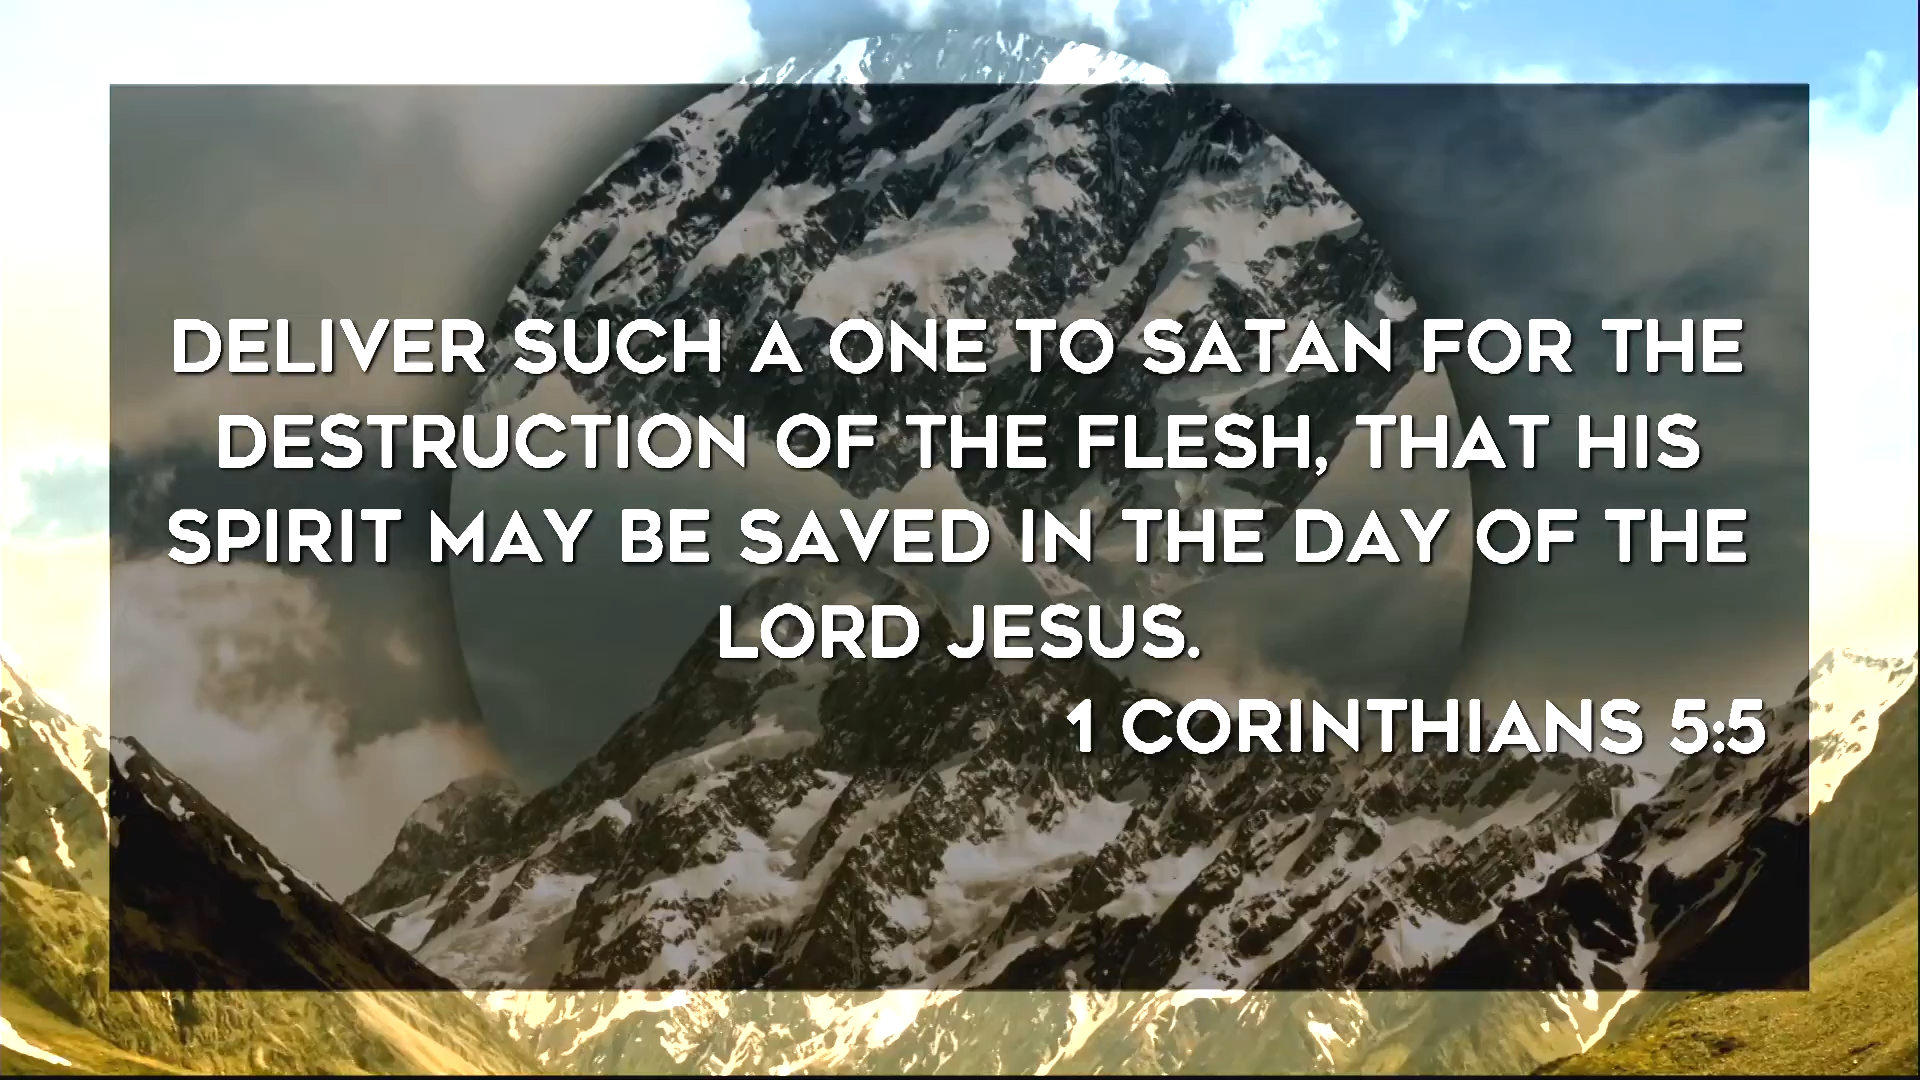 DELIVER SUCH A ONE TO SATAN FOR THE
DESTRUCTION OF THE FLESH, THAT HIS
SPIRIT MAY BE SAVED IN THE DAY OF THE
LORD JESUS.
1 CORINTHIANS 5:5